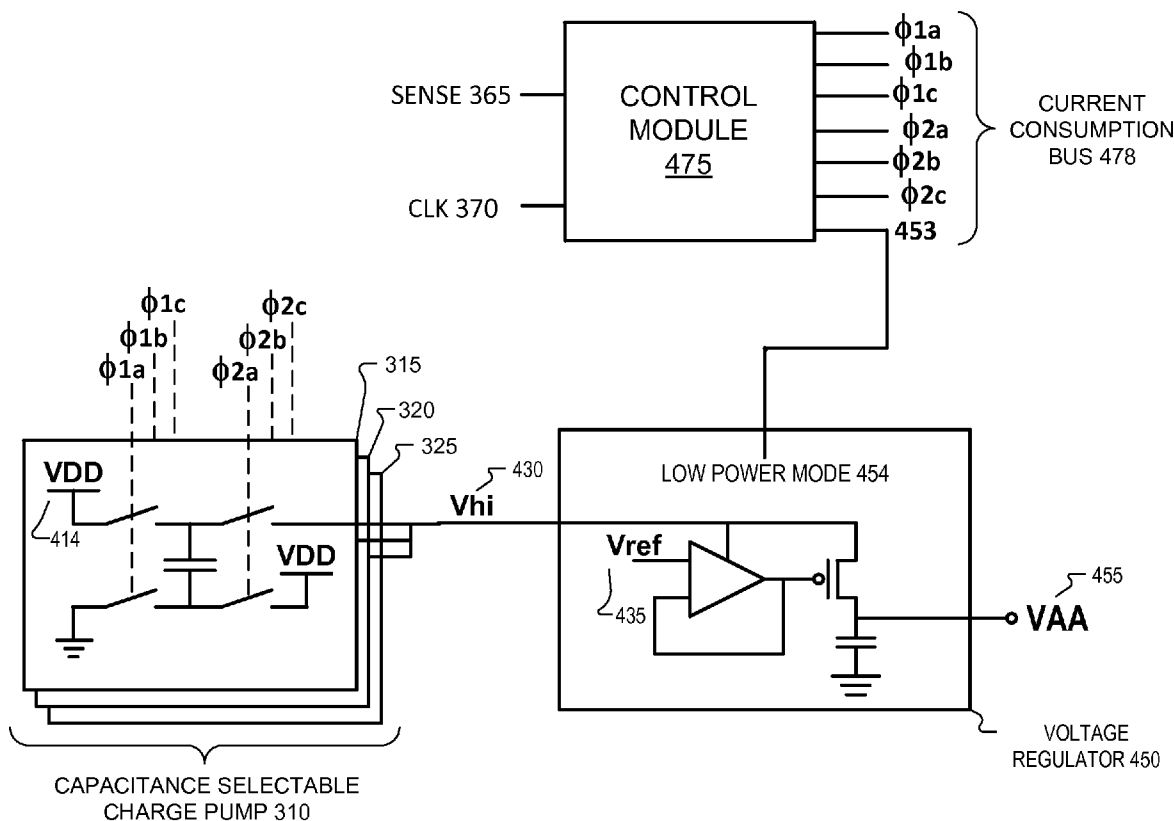 ϕ1a
ϕ1b
ϕ1c
ϕ2a
ϕ2b
ϕ2c
453
SENSE 365
CLK 370
CONTROL
MODULE
475
CURRENT
CONSUMPTION
BUS 478
ϕ1c
ϕ2c
ϕ1b
ϕ2b
ϕ1a
ϕ2a
315
320
325
VDD
414
VDD
430
Vhi
LOW POWER MODE 454
Vref
435
455
VAA
VOLTAGE
REGULATOR 450
CAPACITANCE SELECTABLE
CHARGE PUMP 310